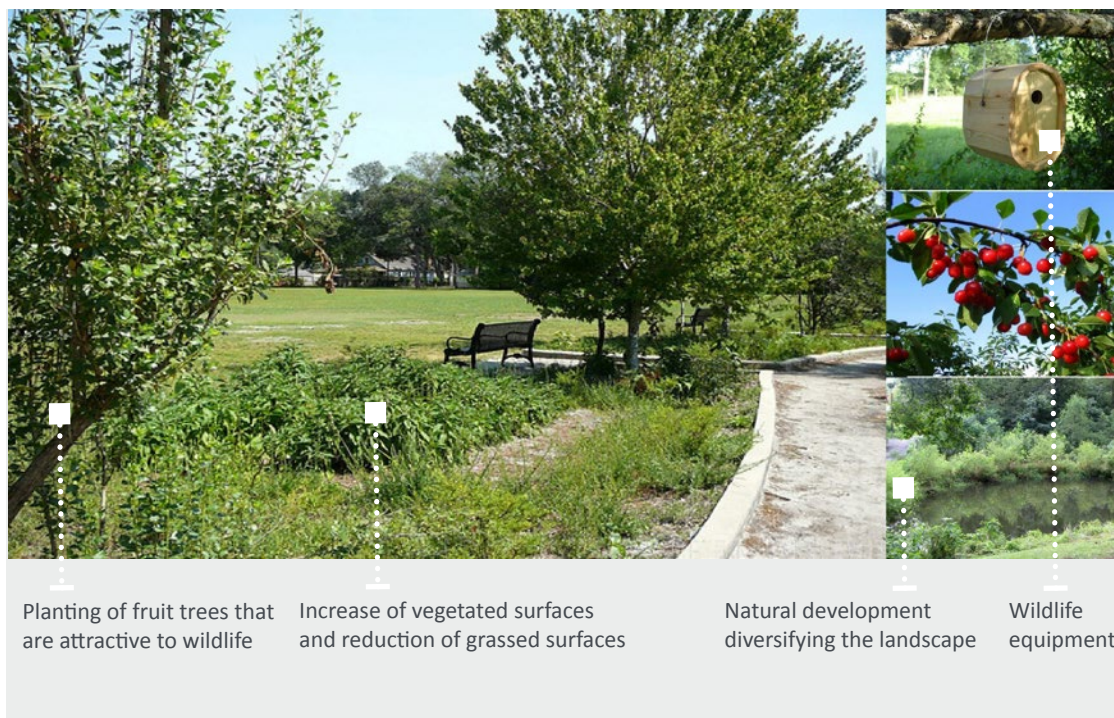 Planting of fruit trees that
are attractive to wildlife
Increase of vegetated surfaces
and reduction of grassed surfaces
Natural development
diversifying the landscape
Wildlife
equipment